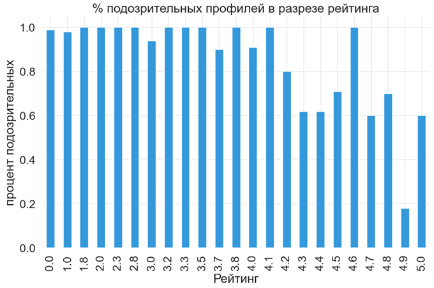 % подозрительных профилей в разрезе рейтинга
процент подозрительных
1.0
0.8
0.6
0.4
0.2
0.0
0.0 1.0 1.8 2.0 2.3 2.8 3.0 3.2 3.3 3.5 3.7 3.8 4.0 4.1 4.2 4.3 4.4 4.5 4.6 4.7 4.8 4.9 5.0
Рейтинг